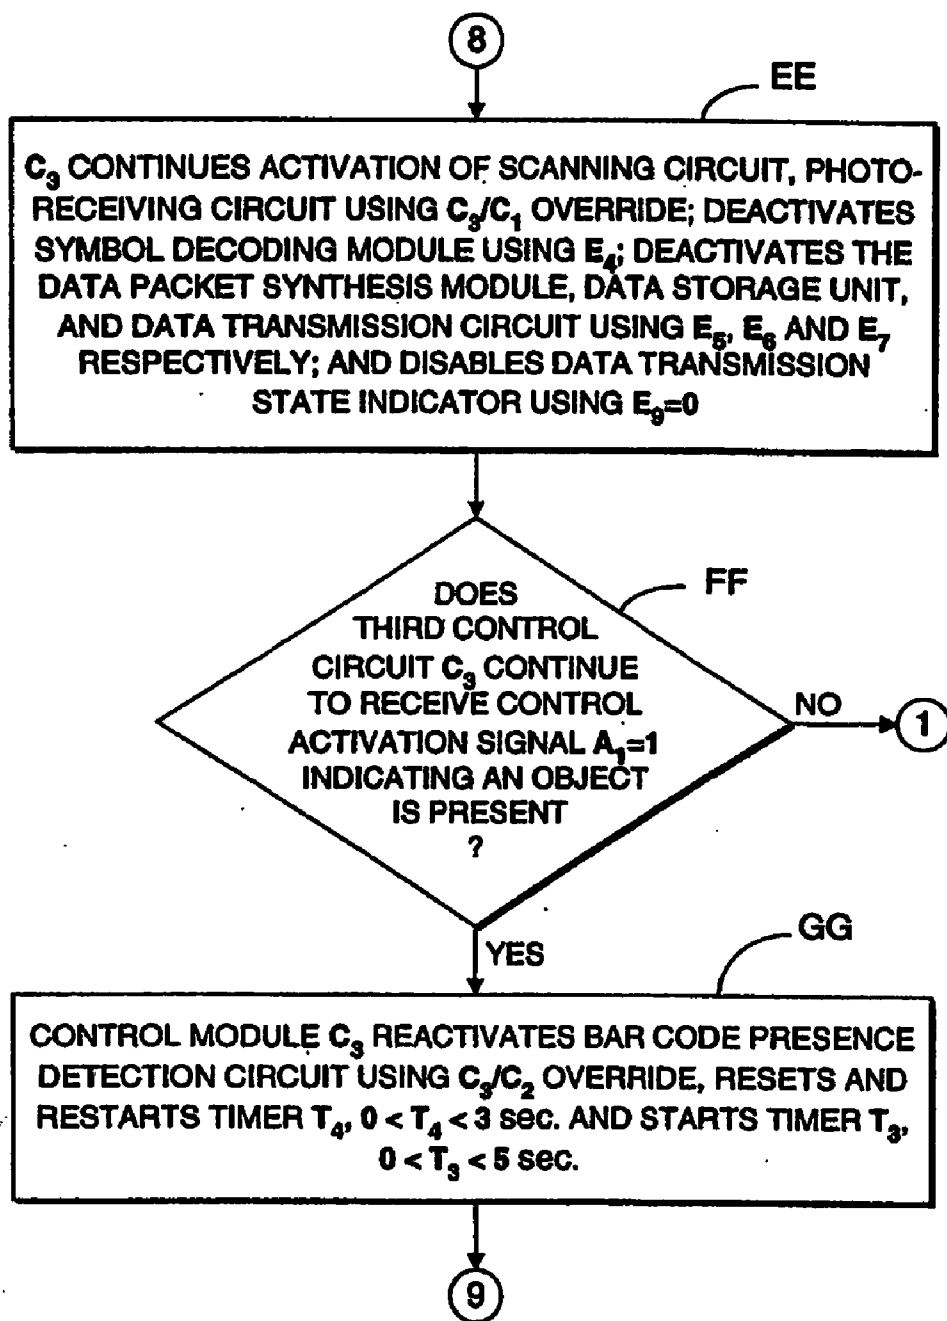 8
EE
C₃ CONTINUES ACTIVATION OF SCANNING CIRCUIT, PHOTO-
RECEIVING CIRCUIT USING C₃/C₁ OVERRIDE; DEACTIVATES
SYMBOL DECODING MODULE USING E₄; DEACTIVATES THE
DATA PACKET SYNTHESIS MODULE, DATA STORAGE UNIT,
AND DATA TRANSMISSION CIRCUIT USING E₅, E₆ AND E₇
RESPECTIVELY; AND DISABLES DATA TRANSMISSION
STATE INDICATOR USING E₉=0
FF
DOES
THIRD CONTROL
CIRCUIT C₃ CONTINUE
TO RECEIVE CONTROL
ACTIVATION SIGNAL A₁=1
INDICATING AN OBJECT
IS PRESENT
?
NO
1
YES
GG
CONTROL MODULE C₃ REACTIVATES BAR CODE PRESENCE
DETECTION CIRCUIT USING C₃/C₂ OVERRIDE, RESETS AND
RESTARTS TIMER T₄, 0 < T₄ < 3 sec. AND STARTS TIMER T₃,
0 < T₃ < 5 sec.
9